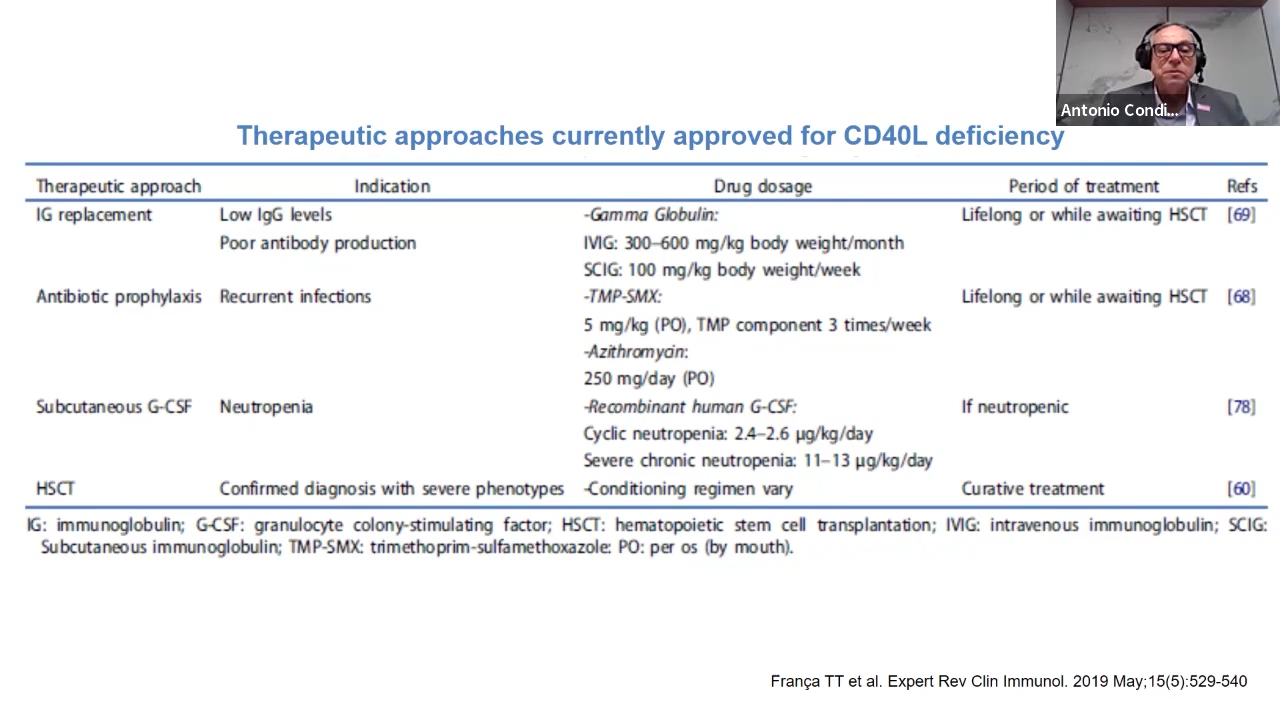 Antonio Condi...
Therapeutic approaches currently approved for CD40L deficiency
Therapeutic approach Indication Drug dosage Period of treatment Refs
IG replacement Low IgG levels -Gamma Globulin: Lifelong or while awaiting HSCT [69]
Poor antibody production IVIG: 300–600 mg/kg body weight/month
SCIG: 100 mg/kg body weight/week
Antibiotic prophylaxis Recurrent infections -TMP-SMX: Lifelong or while awaiting HSCT [68]
5 mg/kg (PO), TMP component 3 times/week
-Azithromycin:
250 mg/day (PO)
Subcutaneous G-CSF Neutropenia -Recombinant human G-CSF: If neutropenic [78]
Cyclic neutropenia: 2.4–2.6 µg/kg/day
Severe chronic neutropenia: 11–13 µg/kg/day
HSCT Confirmed diagnosis with severe phenotypes -Conditioning regimen vary Curative treatment [60]
IG: immunoglobulin; G-CSF: granulocyte colony-stimulating factor; HSCT: hematopoietic stem cell transplantation; IVIG: intravenous immunoglobulin; SCIG:
Subcutaneous immunoglobulin; TMP-SMX: trimethoprim-sulfamethoxazole: PO: per os (by mouth).
França TT et al. Expert Rev Clin Immunol. 2019 May;15(5):529-540